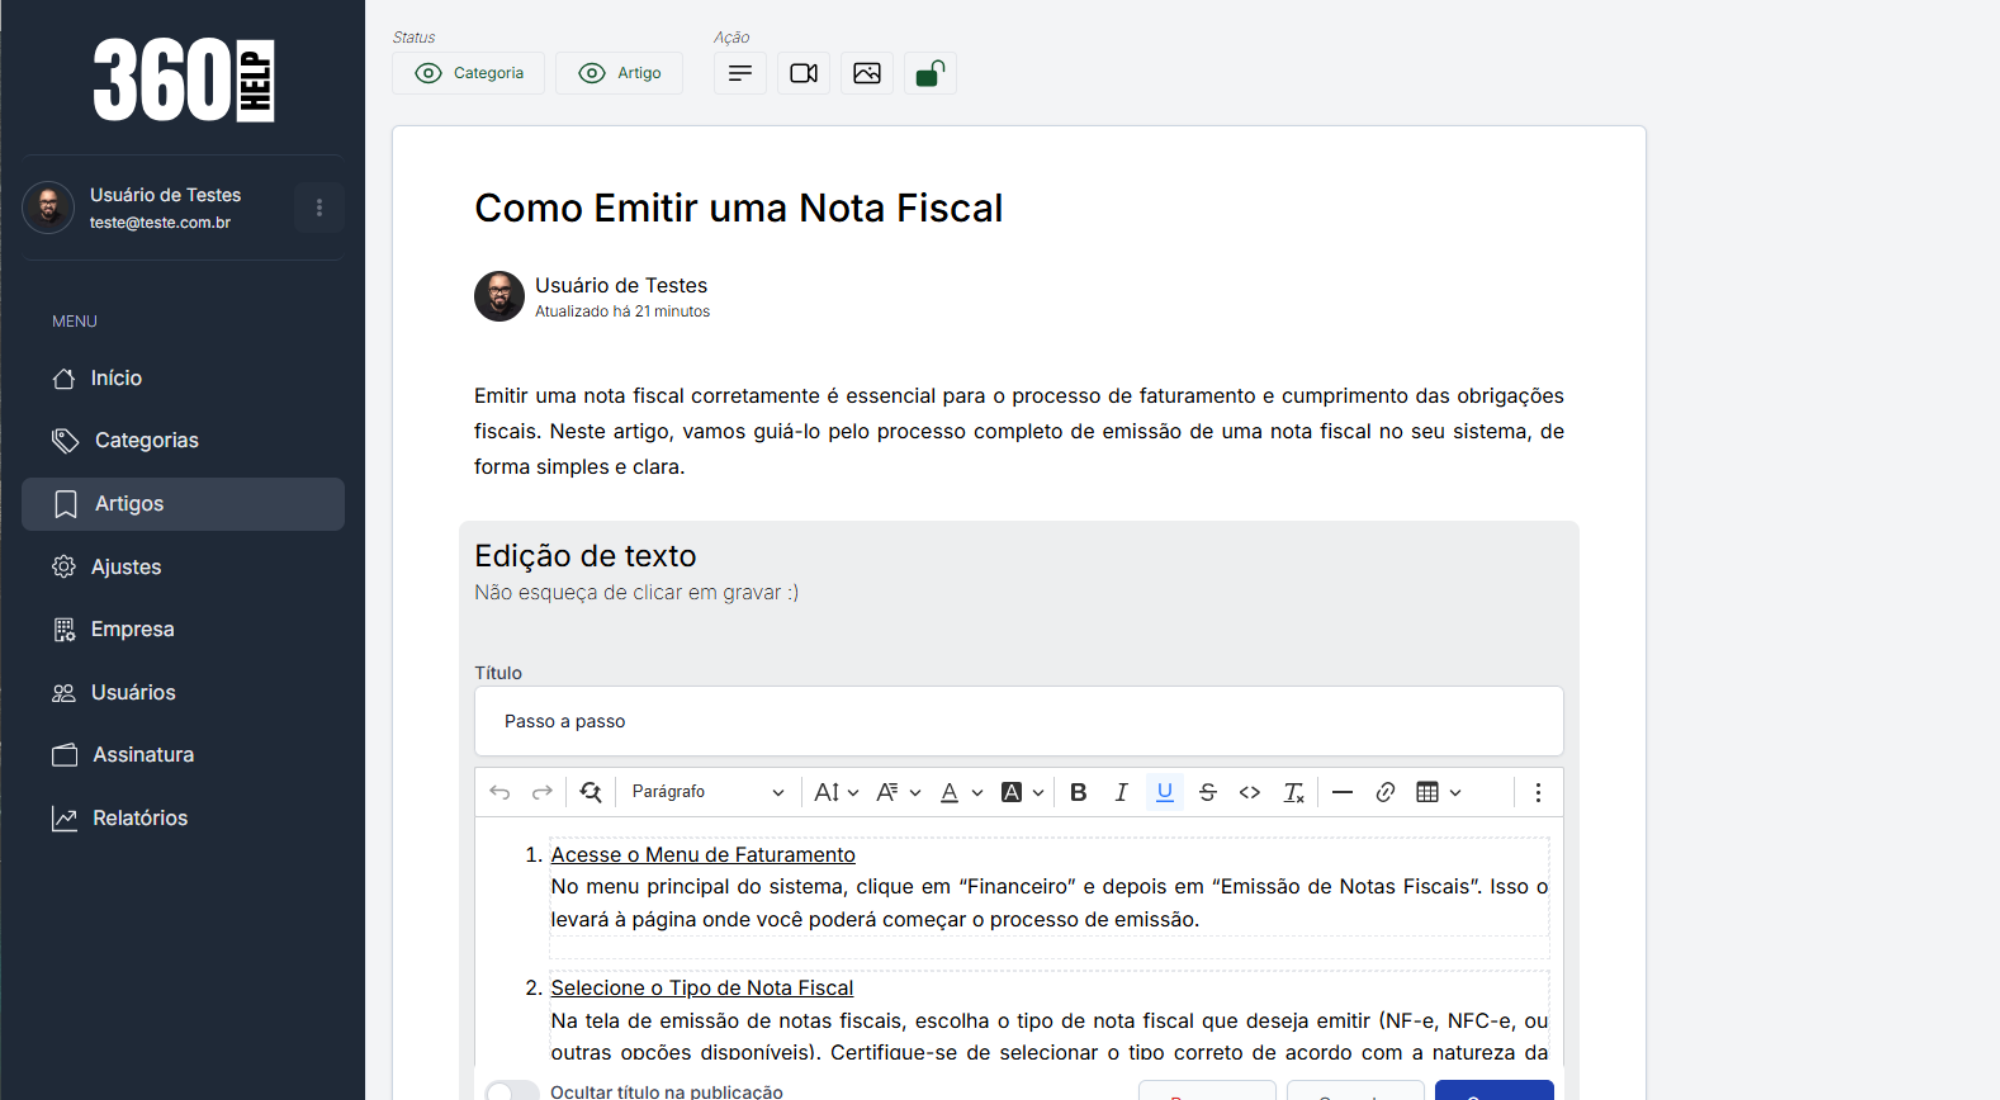 360
HELP
Usuário de Testes
teste@teste.com.br
MENU
Início
Categorias
Artigos
Ajustes
Empresa
Usuários
Assinatura
Relatórios
Status
Categoria
Artigo
Ação
Como Emitir uma Nota Fiscal
Usuário de Testes
Atualizado há 21 minutos
Emitir uma nota fiscal corretamente é essencial para o processo de faturamento e cumprimento das obrigações
fiscais. Neste artigo, vamos guiá-lo pelo processo completo de emissão de uma nota fiscal no seu sistema, de
forma simples e clara.
Edição de texto
Não esqueça de clicar em gravar :)
Título
Passo a passo
Parágrafo
1. Acesse o Menu de Faturamento
No menu principal do sistema, clique em “Financeiro” e depois em “Emissão de Notas Fiscais”. Isso o
levará à página onde você poderá começar o processo de emissão.
2. Selecione o Tipo de Nota Fiscal
Na tela de emissão de notas fiscais, escolha o tipo de nota fiscal que deseja emitir (NF-e, NFC-e, ou
outras opções disponíveis). Certifique-se de selecionar o tipo correto de acordo com a natureza da
Ocultar título na publicação